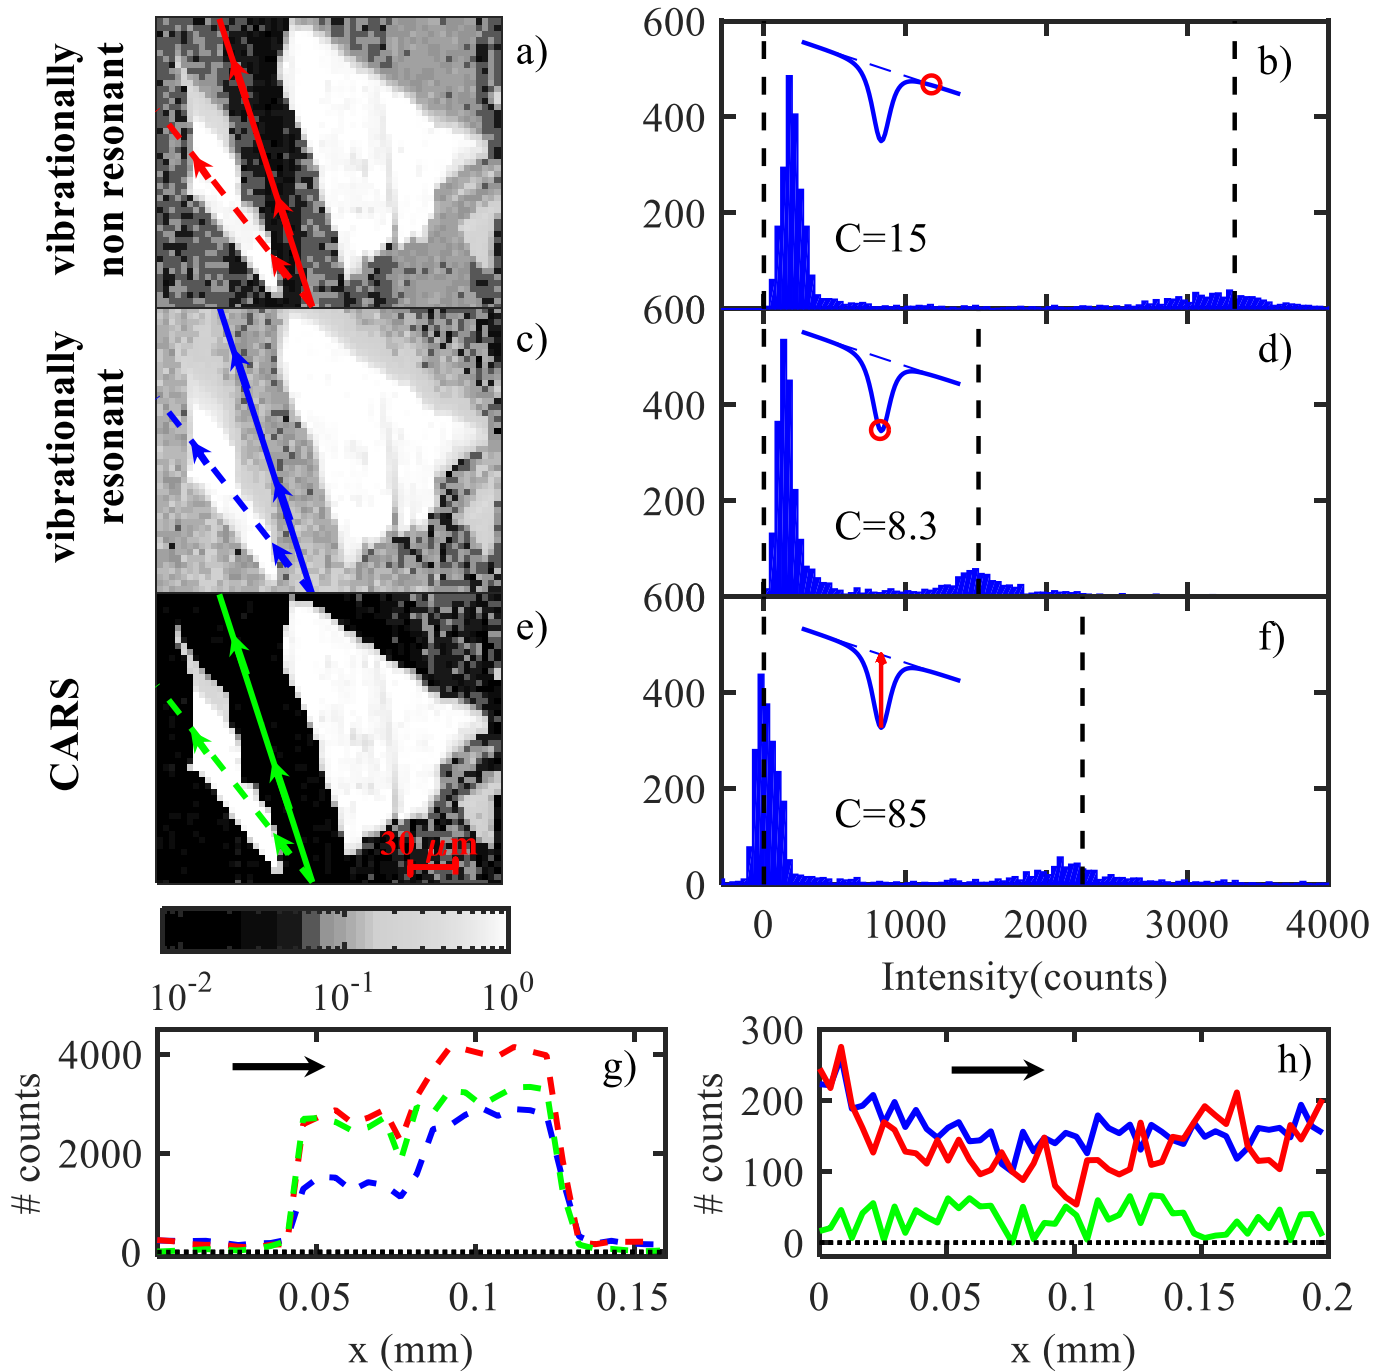 vibrationally
non resonant
a)
600
400
200
b)
C=15
vibrationally
resonant
c)
600
400
200
d)
C=8.3
CARS
e)
30 μm
600
400
200
0
f)
C=85
0 1000 2000 3000 4000
Intensity(counts)
10-2 10-1 100
# counts
4000
2000
0
g)
0 0.05 0.1 0.15
x (mm)
# counts
300
200
100
0
h)
0 0.05 0.1 0.15 0.2
x (mm)